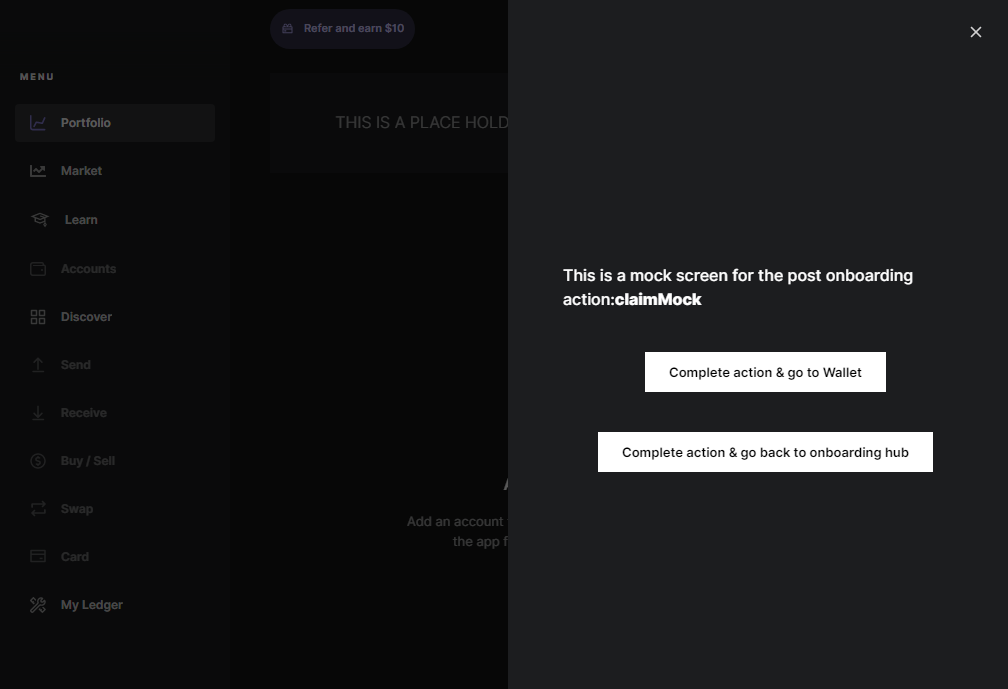 Refer and earn $10
MENU
THIS IS A PLACE HOLD
Portfolio
Market
Learn
Accounts
Discover
Send
Receive
Buy / Sell
Swap
Card
My Ledger
Add an account
the app
This is a mock screen for the post onboarding
action:claimMock
Complete action & go to Wallet
Complete action & go back to onboarding hub